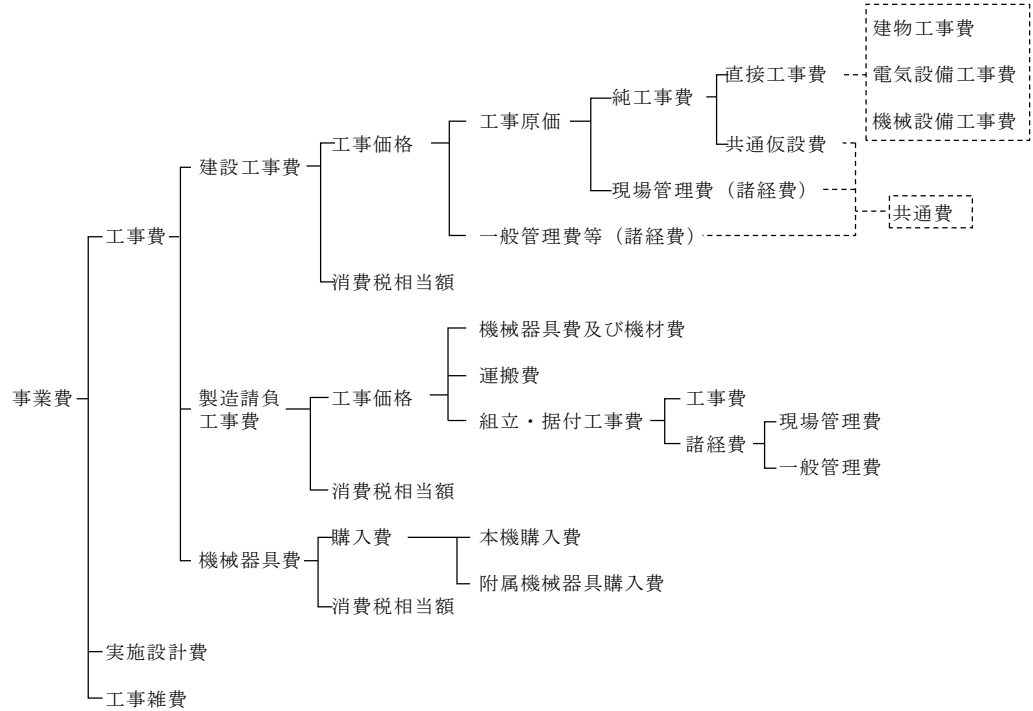 建物工事費
直接工事費
電気設備工事費
純工事費
工事原価
機械設備工事費
工事価格
共通仮設費
建設工事費
現場管理費（諸経費）
共通費
工事費
一般管理費等（諸経費）
消費税相当額
機械器具費及び機材費
運搬費
事業費
製造請負
工事費
工事価格
工事費
組立・据付工事費
現場管理費
諸経費
一般管理費
消費税相当額
購入費
本機購入費
機械器具費
附属機械器具購入費
消費税相当額
実施設計費
工事雑費